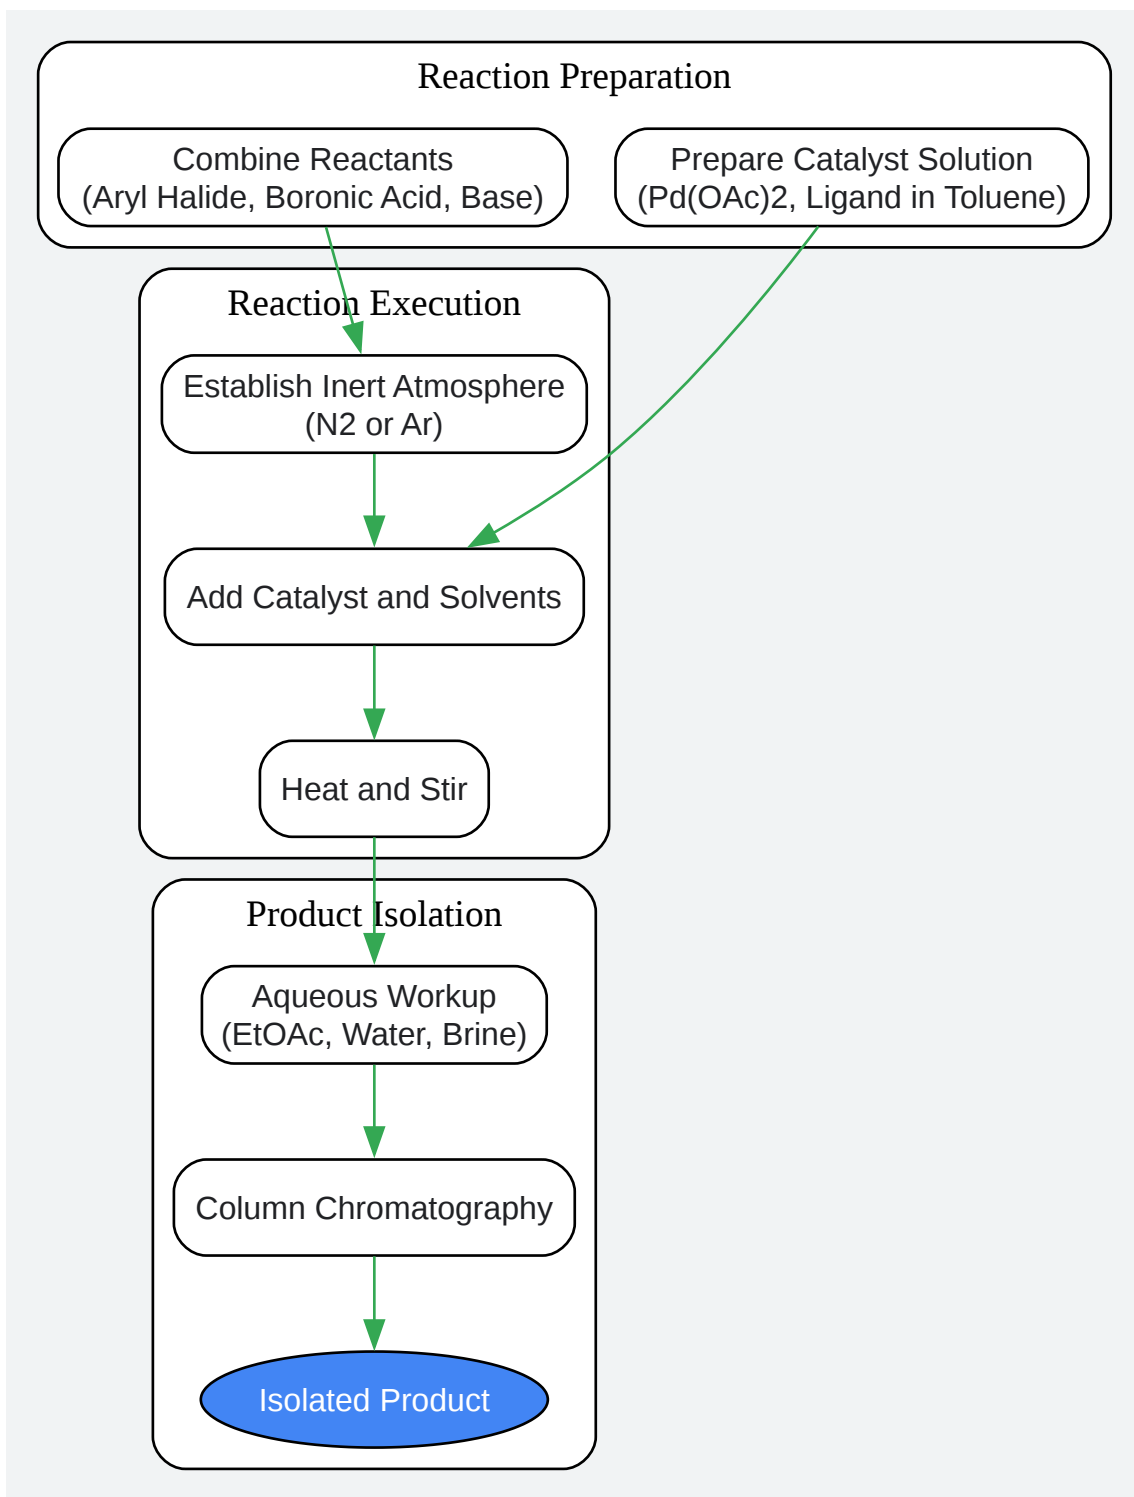 Reaction Preparation
Combine Reactants
(Aryl Halide, Boronic Acid, Base)
Prepare Catalyst Solution
(Pd(OAc)2, Ligand in Toluene)
Reaction Execution
Establish Inert Atmosphere
(N2 or Ar)
Add Catalyst and Solvents
Heat and Stir
Product Isolation
Aqueous Workup
(EtOAc, Water, Brine)
Column Chromatography
Isolated Product